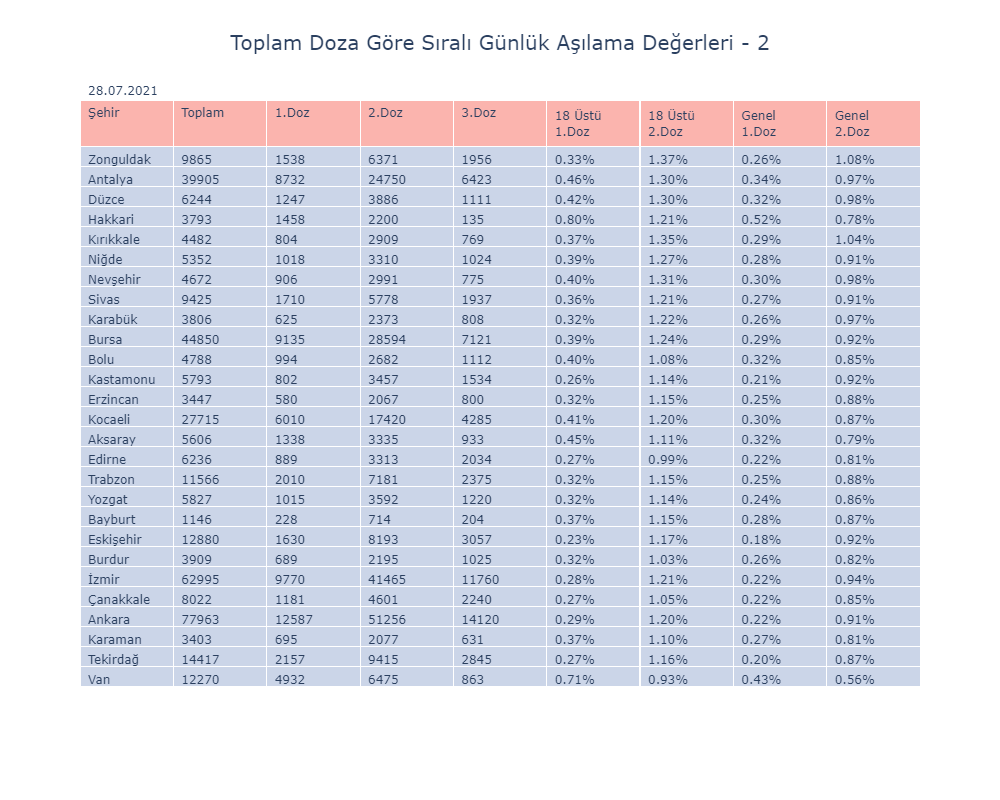 Toplam Doza Göre Sıralı Günlük Aşılama Değerleri - 2
28.07.2021
Şehir Toplam 1.Doz 2.Doz 3.Doz 18 Üstü 1.Doz 18 Üstü 2.Doz Genel 1.Doz Genel 2.Doz
Zonguldak 9865 1538 6371 1956 0.33% 1.37% 0.26% 1.08%
Antalya 39905 8732 24750 6423 0.46% 1.30% 0.34% 0.97%
Düzce 6244 1247 3886 1111 0.42% 1.30% 0.32% 0.98%
Hakkari 3793 1458 2200 135 0.80% 1.21% 0.52% 0.78%
Kırıkkale 4482 804 2909 769 0.37% 1.35% 0.29% 1.04%
Niğde 5352 1018 3310 1024 0.39% 1.27% 0.28% 0.91%
Nevşehir 4672 906 2991 775 0.40% 1.31% 0.30% 0.98%
Sivas 9425 1710 5778 1937 0.36% 1.21% 0.27% 0.91%
Karabük 3806 625 2373 808 0.32% 1.22% 0.26% 0.97%
Bursa 44850 9135 28594 7121 0.39% 1.24% 0.29% 0.92%
Bolu 4788 994 2682 1112 0.40% 1.08% 0.32% 0.85%
Kastamonu 5793 802 3457 1534 0.26% 1.14% 0.21% 0.92%
Erzincan 3447 580 2067 800 0.32% 1.15% 0.25% 0.88%
Kocaeli 27715 6010 17420 4285 0.41% 1.20% 0.30% 0.87%
Aksaray 5606 1338 3335 933 0.45% 1.11% 0.32% 0.79%
Edirne 6236 889 3313 2034 0.27% 0.99% 0.22% 0.81%
Trabzon 11566 2010 7181 2375 0.32% 1.15% 0.25% 0.88%
Yozgat 5827 1015 3592 1220 0.32% 1.14% 0.24% 0.86%
Bayburt 1146 228 714 204 0.37% 1.15% 0.28% 0.87%
Eskişehir 12880 1630 8193 3057 0.23% 1.17% 0.18% 0.92%
Burdur 3909 689 2195 1025 0.32% 1.03% 0.26% 0.82%
İzmir 62995 9770 41465 11760 0.28% 1.21% 0.22% 0.94%
Çanakkale 8022 1181 4601 2240 0.27% 1.05% 0.22% 0.85%
Ankara 77963 12587 51256 14120 0.29% 1.20% 0.22% 0.91%
Karaman 3403 695 2077 631 0.37% 1.10% 0.27% 0.81%
Tekirdağ 14417 2157 9415 2845 0.27% 1.16% 0.20% 0.87%
Van 12270 4932 6475 863 0.71% 0.93% 0.43% 0.56%